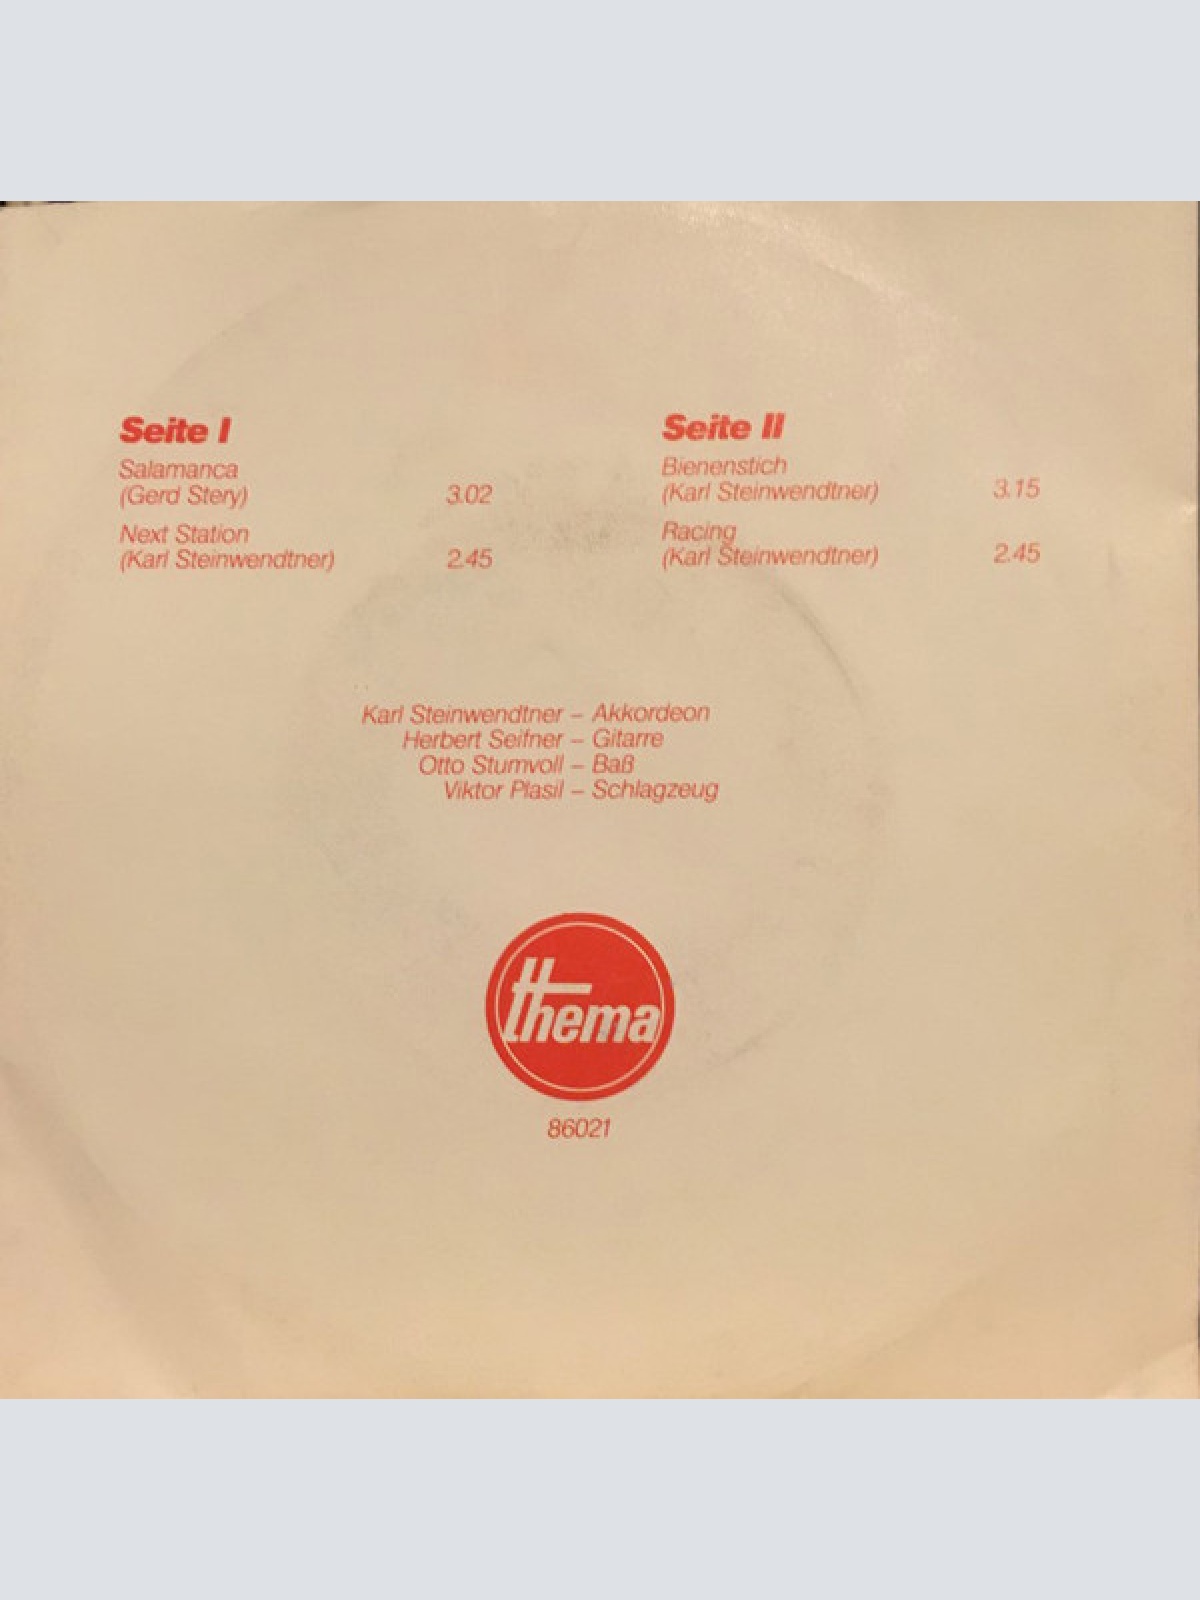 Seite I
Salamanca
(Gerd Stery) 3.02
Next Station
(Karl Steinwendtner) 2.45
Seite II
Bienenstich
(Karl Steinwendtner) 3.15
Racing
(Karl Steinwendtner) 2.45
Karl Steinwendtner – Akkordeon
Herbert Seifner – Gitarre
Otto Stumvoll – Baß
Viktor Plasil – Schlagzeug
thema
86021